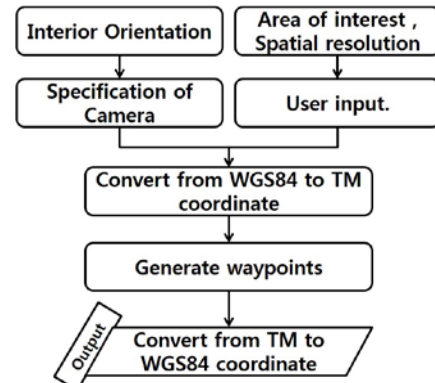 Interior Orientation
Area of interest ,
Spatial resolution
Specification of
Camera
User input.
Convert from WGS84 to TM
coordinate
Generate waypoints
Output
Convert from TM to
WGS84 coordinate